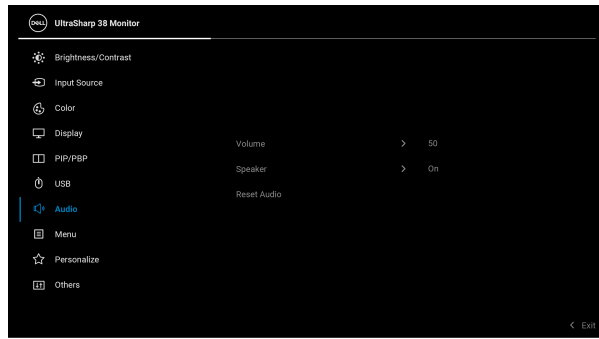 DELL UltraSharp 38 Monitor
Brightness/Contrast
Input Source
Color
Display
Volume 50
PIP/PBP
Speaker On
USB
Reset Audio
Audio
Menu
Personalize
Others
Exit